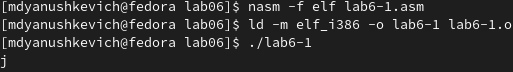 [mdyanushkevich@fedora lab06]$ nasm -f elf lab6-1.asm
[mdyanushkevich@fedora lab06]$ ld -m elf_i386 -o lab6-1 lab6-1.o
[mdyanushkevich@fedora lab06]$ ./lab6-1
j